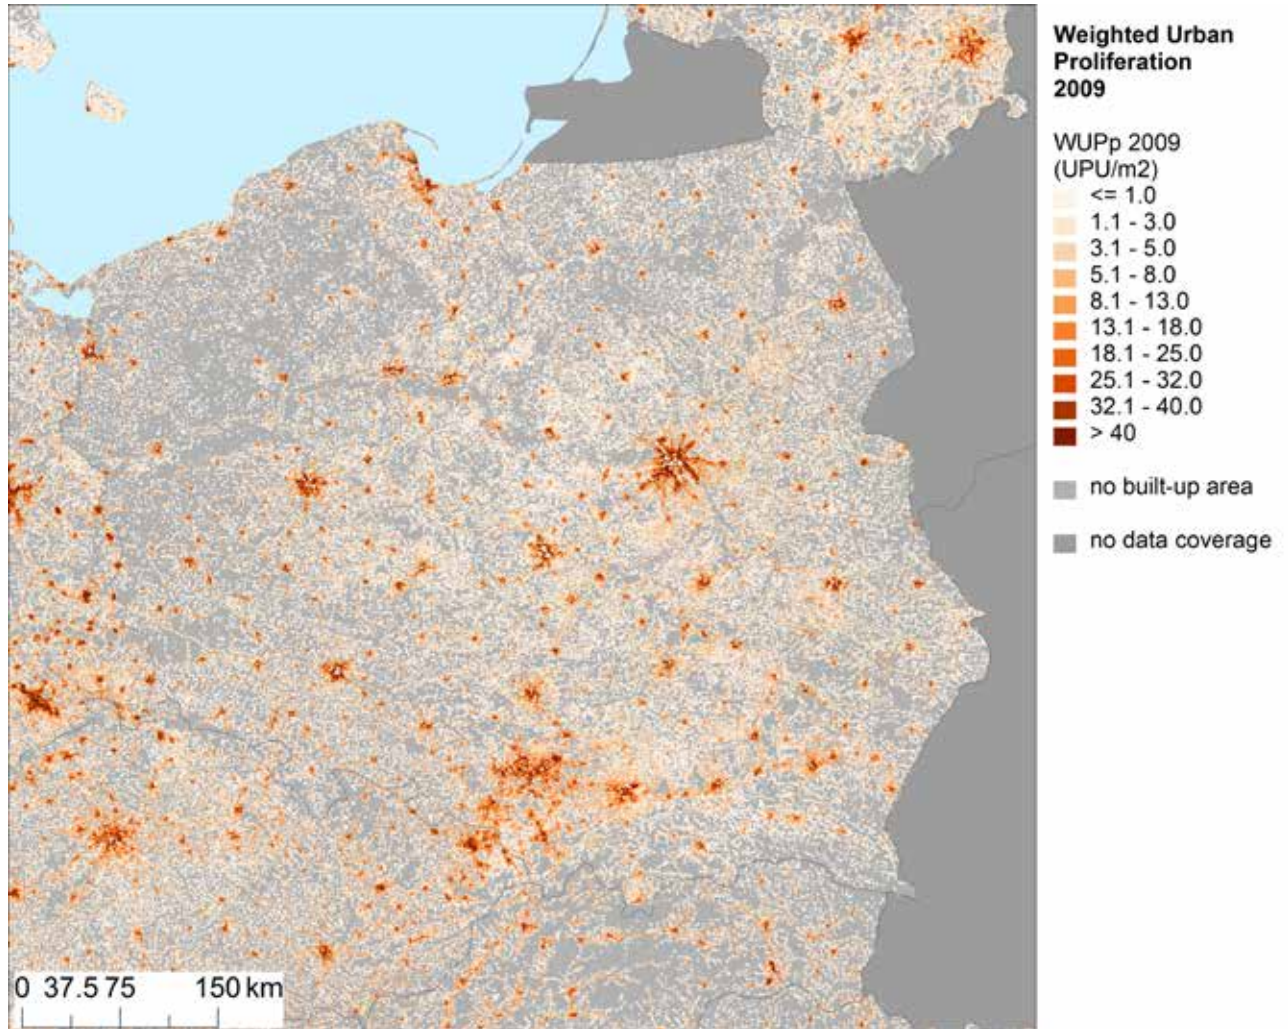 Weighted Urban
Proliferation
2009
WUPp 2009
(UPU/m2)
<= 1.0
1.1 - 3.0
3.1 - 5.0
5.1 - 8.0
8.1 - 13.0
13.1 - 18.0
18.1 - 25.0
25.1 - 32.0
32.1 - 40.0
> 40
no built-up area
no data coverage
0 37.5 75 150 km